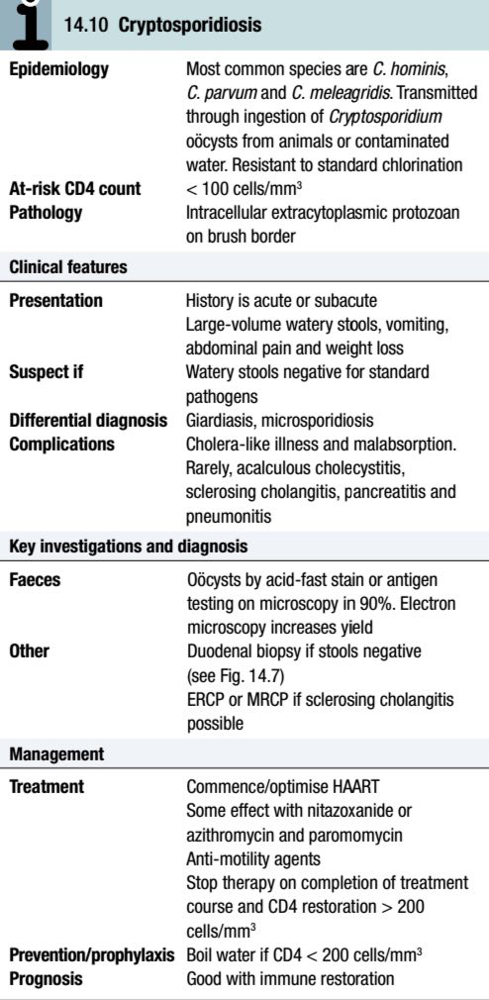 14.10 Cryptosporidiosis
Epidemiology Most common species are C. hominis,
C. parvum and C. meleagridis. Transmitted
through ingestion of Cryptosporidium
oöcysts from animals or contaminated
water. Resistant to standard chlorination
At-risk CD4 count < 100 cells/mm³
Pathology Intracellular extracytoplasmic protozoan
on brush border
Clinical features
Presentation History is acute or subacute
Large-volume watery stools, vomiting,
abdominal pain and weight loss
Suspect if Watery stools negative for standard
pathogens
Differential diagnosis Giardiasis, microsporidiosis
Complications Cholera-like illness and malabsorption.
Rarely, acalculous cholecystitis,
sclerosing cholangitis, pancreatitis and
pneumonitis
Key investigations and diagnosis
Faeces Oöcysts by acid-fast stain or antigen
testing on microscopy in 90%. Electron
microscopy increases yield
Other Duodenal biopsy if stools negative
(see Fig. 14.7)
ERCP or MRCP if sclerosing cholangitis
possible
Management
Treatment Commence/optimise HAART
Some effect with nitazoxanide or
azithromycin and paromomycin
Anti-motility agents
Stop therapy on completion of treatment
course and CD4 restoration > 200
cells/mm³
Prevention/prophylaxis Boil water if CD4 < 200 cells/mm³
Prognosis Good with immune restoration